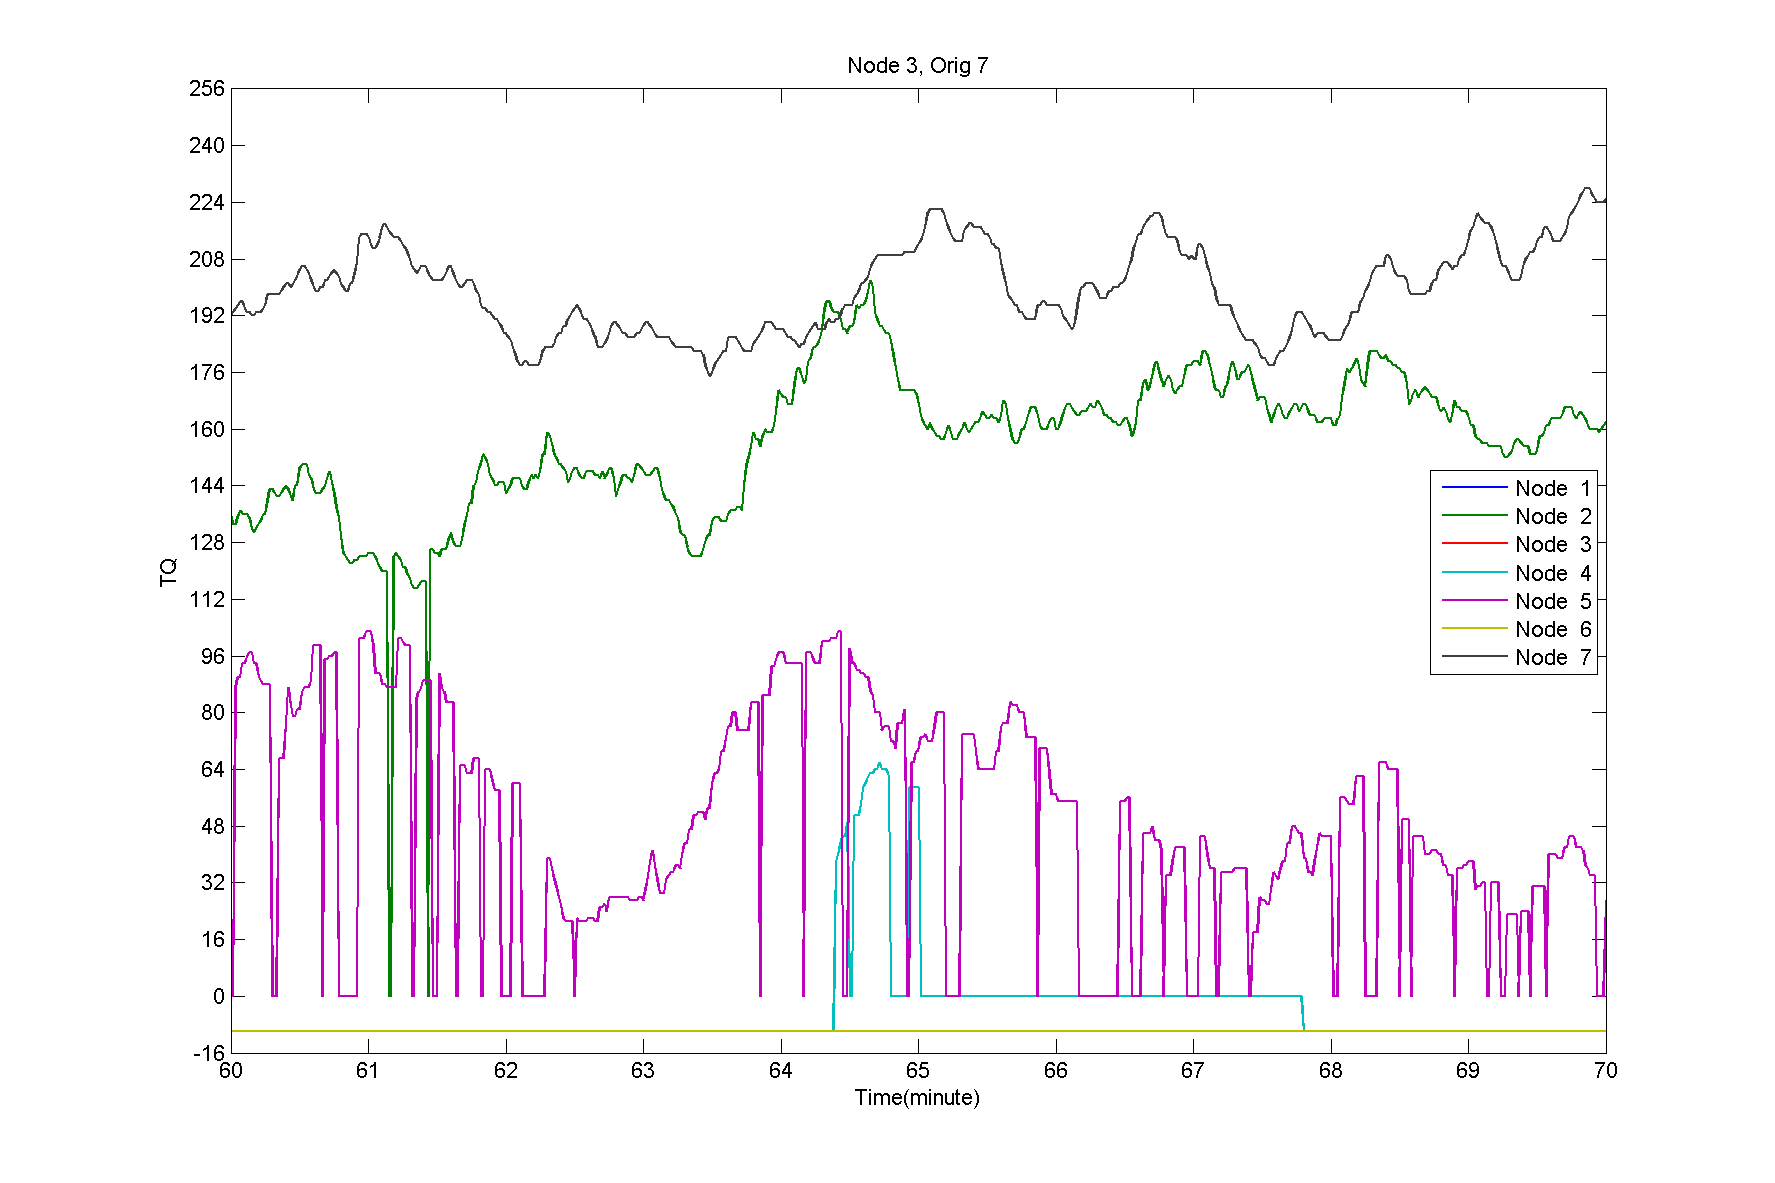 Node 3, Orig 7
256
240
224
208
192
176
160
144
128
112
96
80
64
48
32
16
0
-16
TQ
Node 1
Node 2
Node 3
Node 4
Node 5
Node 6
Node 7
60 61 62 63 64 65 66 67 68 69 70
Time(minute)